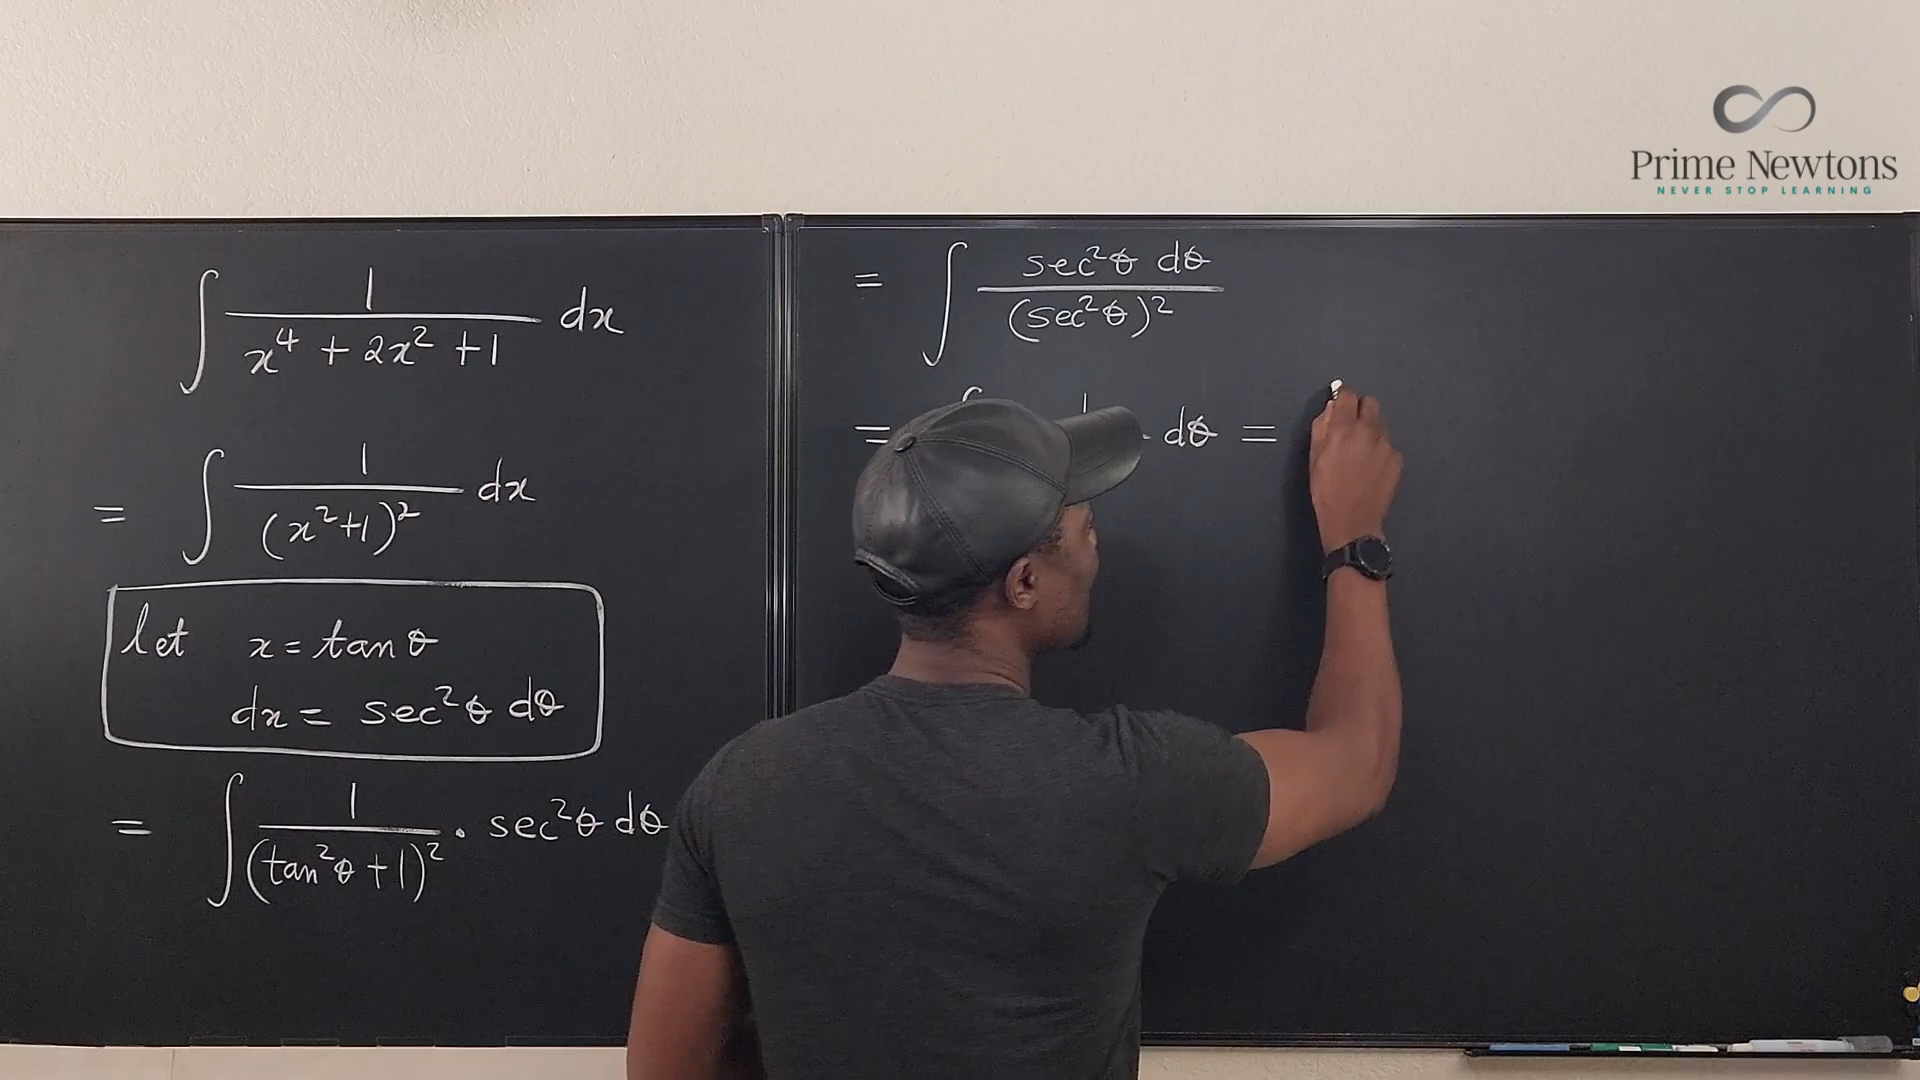 Prime Newtons
NEVER STOP LEARNING
∫ 1 / (x⁴ + 2x² + 1) dx
= ∫ 1 / (x²+1)² dx
let x = tan θ
dx = sec²θ dθ
= ∫ 1 / (tan²θ + 1)² · sec²θ dθ
= ∫ sec²θ dθ / (sec²θ)²
= ∫ 1 dθ =